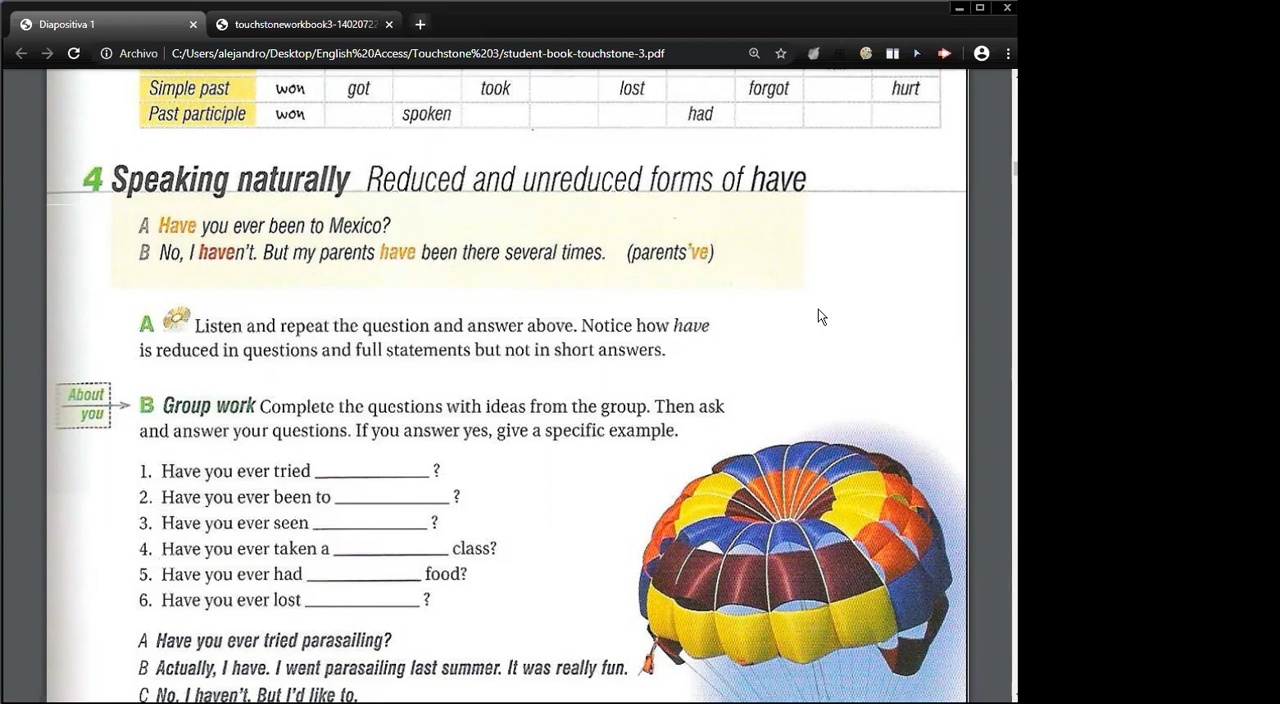 Diapositiva 1
touchstoneworkbook3-14020722
Archivo
C:/Users/alejandro/Desktop/English%20Access/Touchstone%203/student-book-touchstone-3.pdf
Simple past won got took lost forgot hurt
Past participle won spoken had
4 Speaking naturally Reduced and unreduced forms of have
A Have you ever been to Mexico?
B No, I haven't. But my parents have been there several times. (parents've)
A Listen and repeat the question and answer above. Notice how have
is reduced in questions and full statements but not in short answers.
About
you
B Group work Complete the questions with ideas from the group. Then ask
and answer your questions. If you answer yes, give a specific example.
1. Have you ever tried ____________?
2. Have you ever been to ____________?
3. Have you ever seen ____________?
4. Have you ever taken a ____________ class?
5. Have you ever had ____________ food?
6. Have you ever lost ____________?
A Have you ever tried parasailing?
B Actually, I have. I went parasailing last summer. It was really fun.
C No, I haven't. But I'd like to.